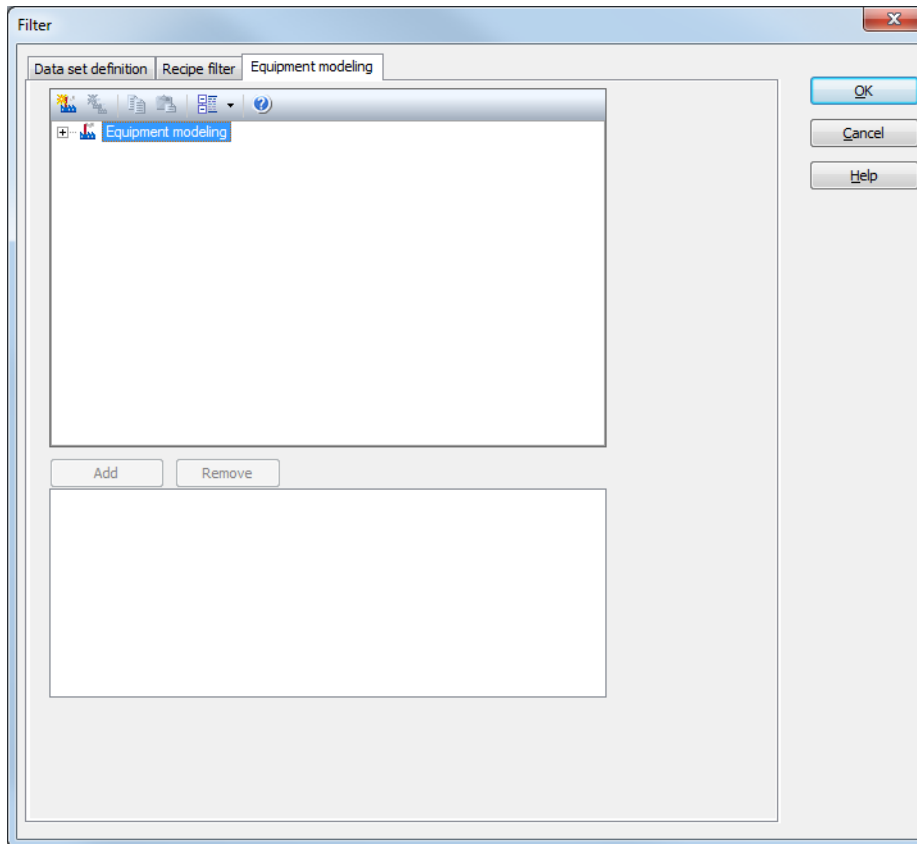 Filter
Data set definition Recipe filter Equipment modeling
Equipment modeling
Add Remove
OK
Cancel
Help